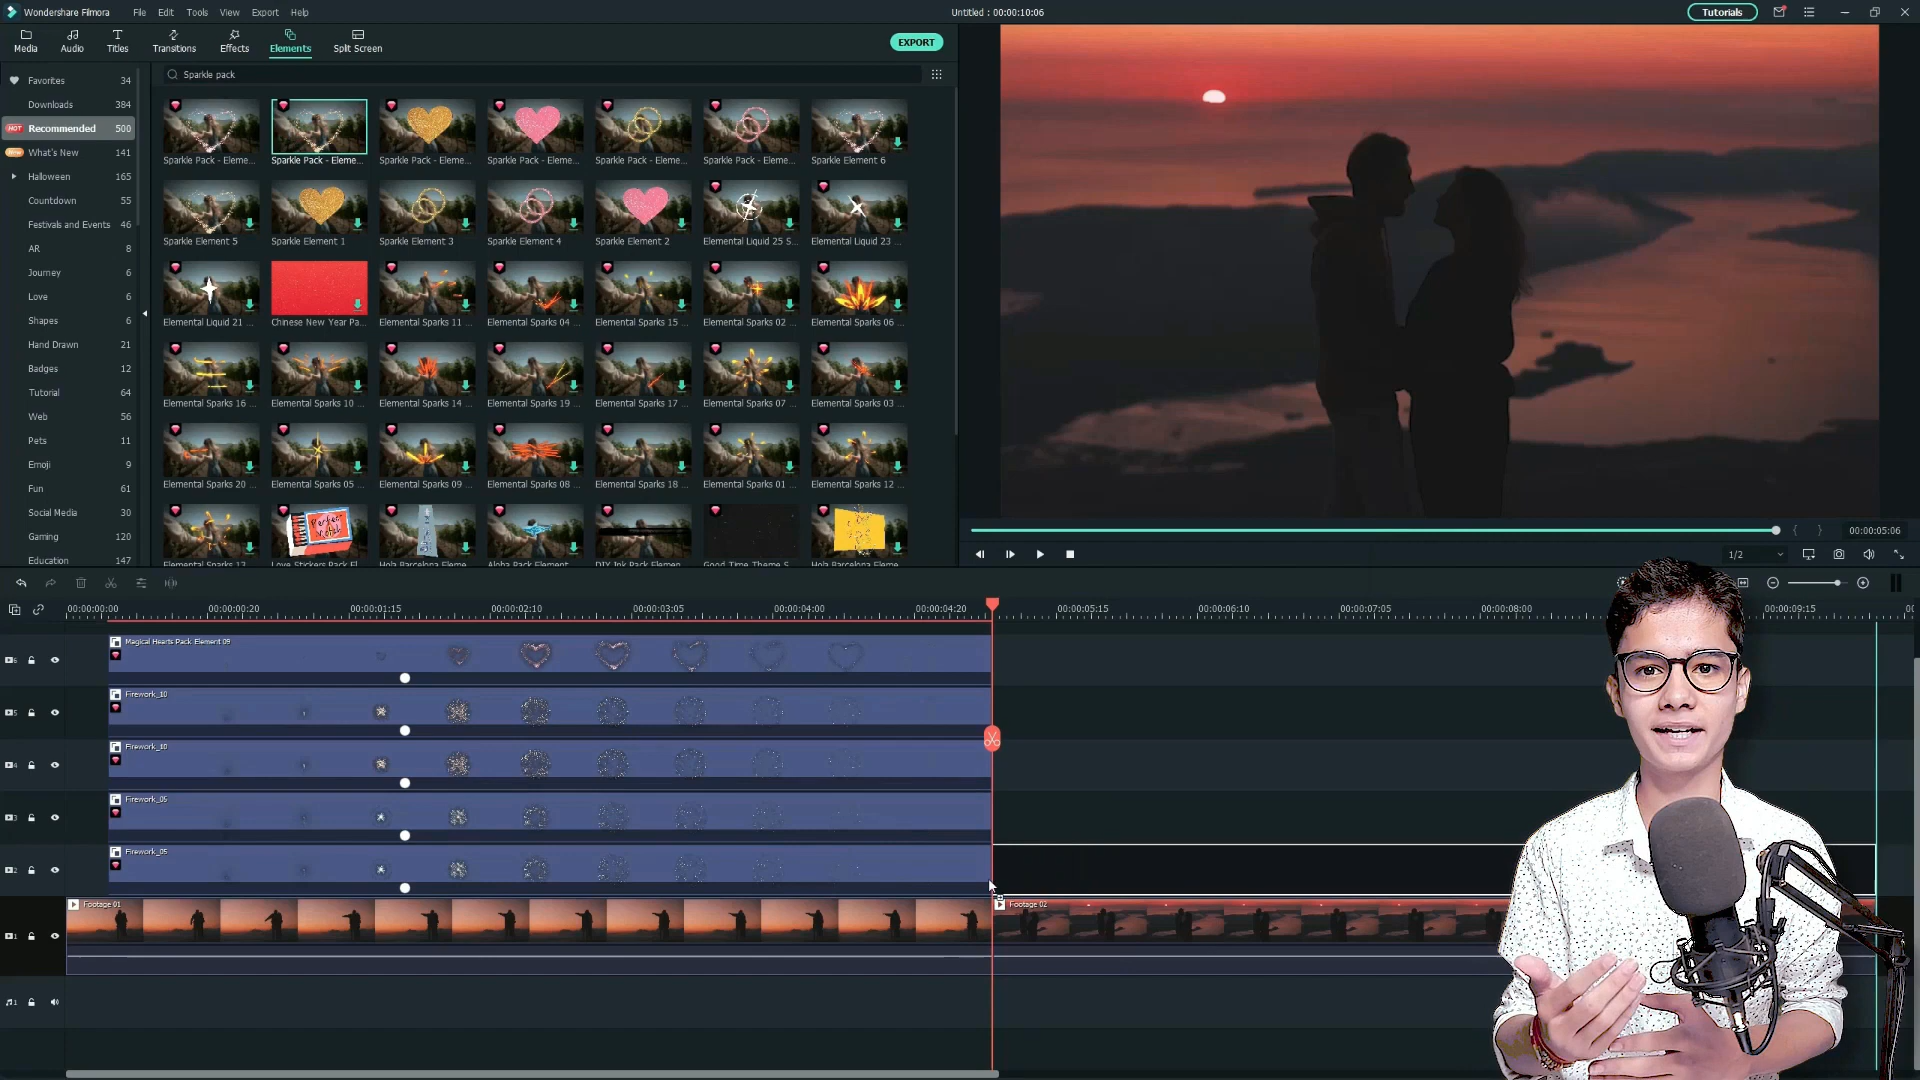 Wondershare Filmora File Edit Tools View Export Help Untitled : 00:00:10:06 Tutorials
Media Audio Titles Transitions Effects Elements Split Screen EXPORT
Sparkle pack
Favorites 34
Downloads 384
HOT Recommended 500
What's New 141
Halloween 165
Countdown 55
Festivals and Events 46
AR 8
Journey 6
Love 6
Shapes 6
Hand Drawn 21
Badges 12
Tutorial 64
Web 56
Pets 11
Emoji 9
Fun 61
Social Media 30
Gaming 120
Education 147
Sparkle Pack - Eleme... Sparkle Pack - Eleme... Sparkle Pack - Eleme... Sparkle Pack - Eleme... Sparkle Pack - Eleme... Sparkle Pack - Eleme... Sparkle Element 6
Sparkle Element 5 Sparkle Element 1 Sparkle Element 3 Sparkle Element 4 Sparkle Element 2 Elemental Liquid 25 S... Elemental Liquid 23 ...
Elemental Liquid 21 ... Chinese New Year Pa... Elemental Sparks 11 ... Elemental Sparks 04 ... Elemental Sparks 15 ... Elemental Sparks 02 ... Elemental Sparks 06 ...
Elemental Sparks 16 ... Elemental Sparks 10 ... Elemental Sparks 14 ... Elemental Sparks 19 ... Elemental Sparks 17 ... Elemental Sparks 07 ... Elemental Sparks 03 ...
Elemental Sparks 20 ... Elemental Sparks 05 ... Elemental Sparks 09 ... Elemental Sparks 08 ... Elemental Sparks 18 ... Elemental Sparks 01 ... Elemental Sparks 12 ...
Perfect
Elemental Sparks 13 ... Love Stickers Pack El... Hola Barcelona Eleme... Aloha Pack Element ... DIY Ink Pack Elemen... Good Time Theme S... Hola Barcelona Eleme...
00:00:05:06
1/2
00:00:00:00 00:00:00:20 00:00:01:15 00:00:02:10 00:00:03:05 00:00:04:00 00:00:04:20 00:00:05:15 00:00:06:10 00:00:07:05 00:00:08:00 00:00:09:15 00
6 Magical Hearts Pack Element 09
5 Firework_10
4 Firework_10
3 Firework_05
2 Firework_05
1 Footage 01 Footage 02
1